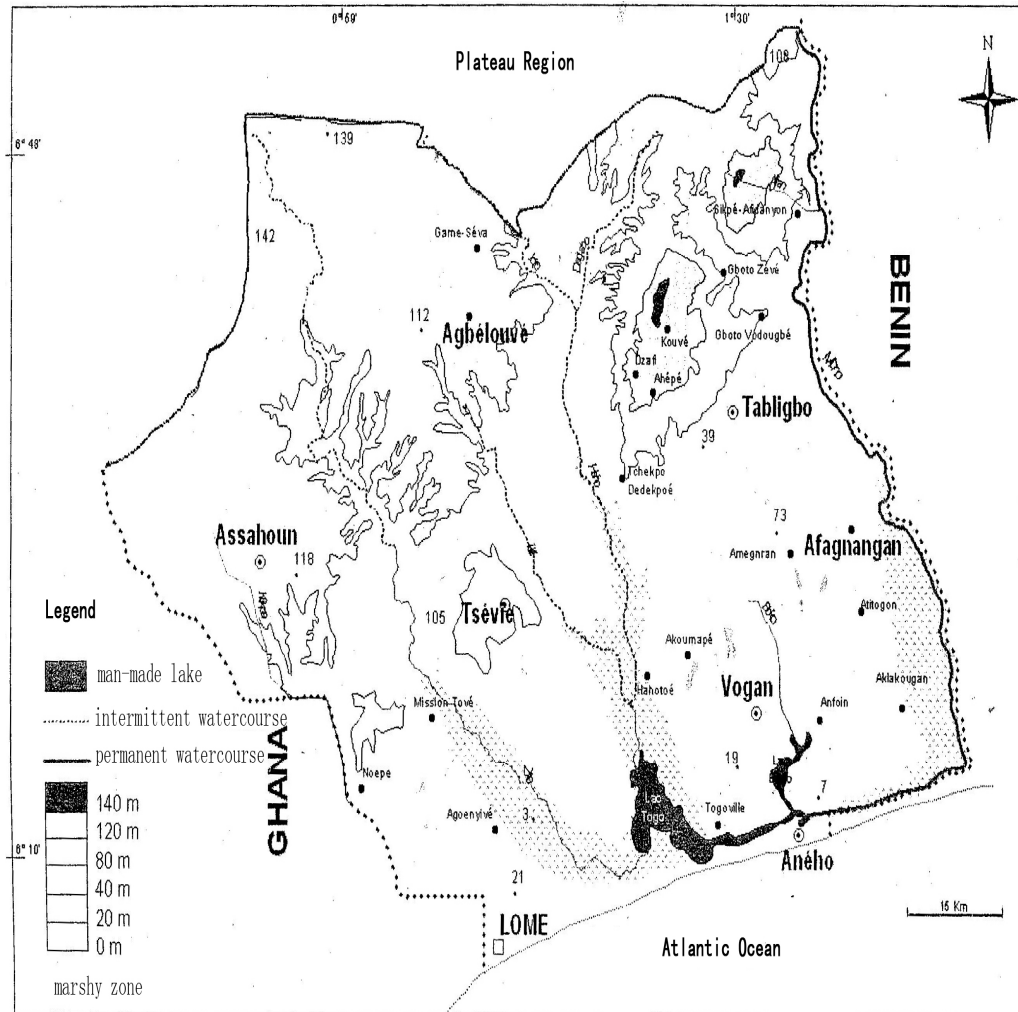 0°69
1°30
Plateau Region
N
108
139
6° 48'
Sikpé-Afidányon
142
Game-Séva
BENIN
Gboto Zévé
112
Agbélouvé
Kouvé
Gboto Vodougbé
Mono
Dzafi
Ahépé
Tabligbo
39
Haho
Tchekpo
Dedekpoé
73
Afagnangan
Assahoun
118
Amegnran
Legend
105
Tsévié
Atitogon
Akoumapé
man-made lake
Hahotoé
Vogan
Aklakougan
intermittent watercourse
Mission-Tové
Anfoin
permanent watercourse
GHANA
Noepe
19
7
140 m
Lac
Togo
120 m
Agoenyivé
3
Togoville
80 m
Aného
6° 10'
40 m
21
15 Km
20 m
LOME
0 m
Atlantic Ocean
marshy zone